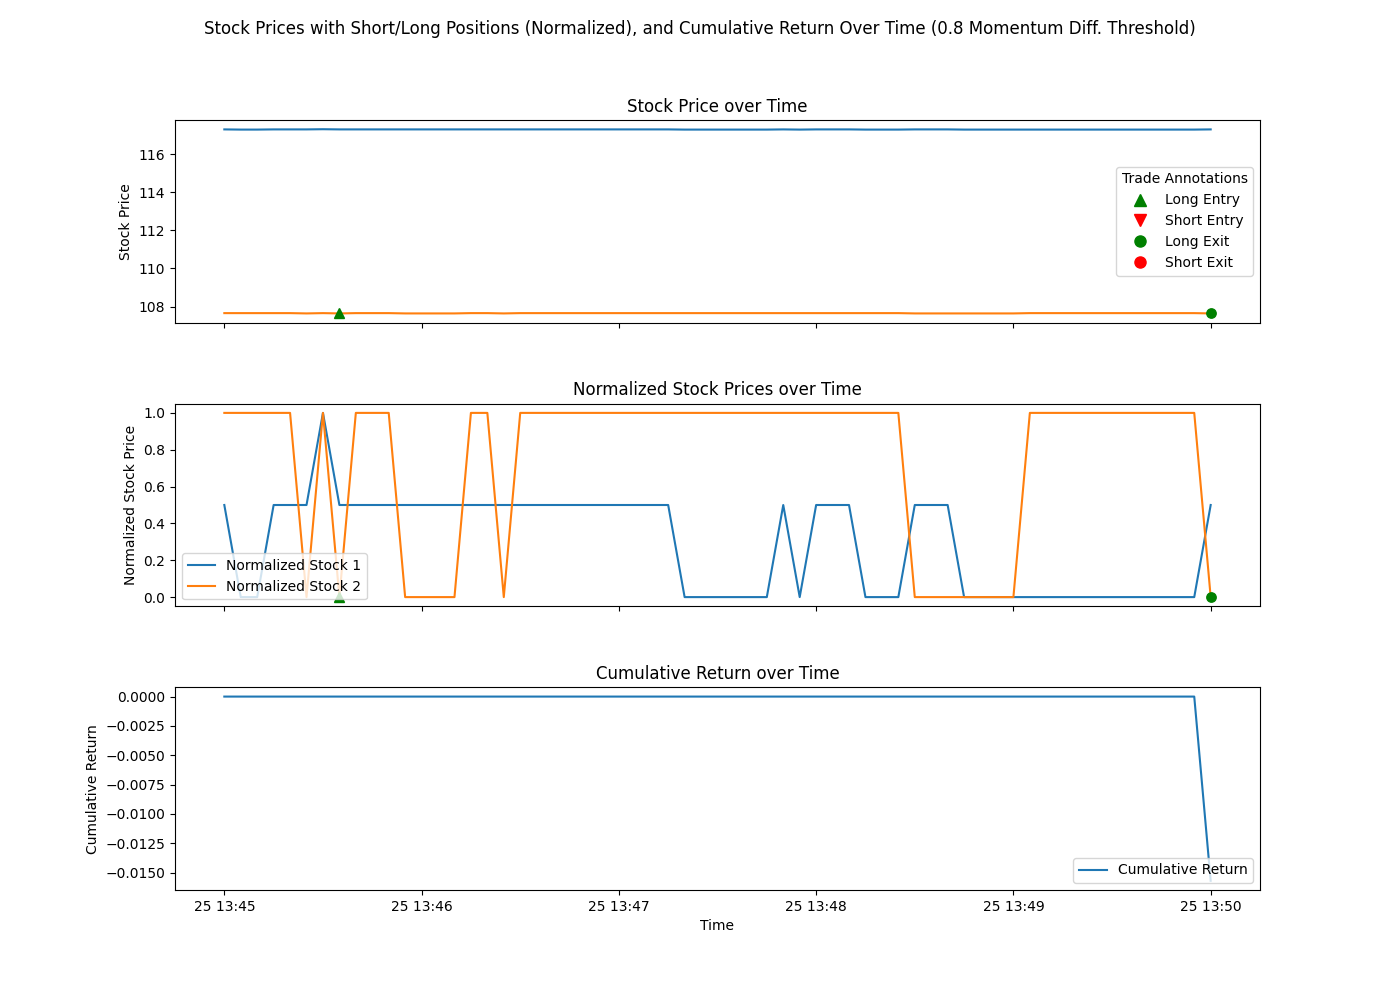 Stock Prices with Short/Long Positions (Normalized), and Cumulative Return Over Time (0.8 Momentum Diff. Threshold)
Stock Price over Time
Stock Price
116
114
112
110
108
Trade Annotations
Long Entry
Short Entry
Long Exit
Short Exit
Normalized Stock Prices over Time
Normalized Stock Price
1.0
0.8
0.6
0.4
0.2
0.0
Normalized Stock 1
Normalized Stock 2
Cumulative Return over Time
Cumulative Return
0.0000
−0.0025
−0.0050
−0.0075
−0.0100
−0.0125
−0.0150
Cumulative Return
25 13:45
25 13:46
25 13:47
25 13:48
25 13:49
25 13:50
Time